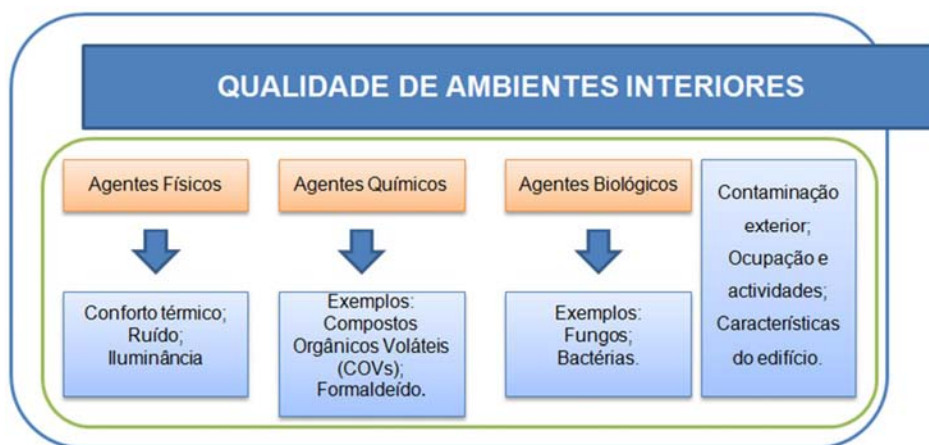 QUALIDADE DE AMBIENTES INTERIORES
Agentes Físicos
Conforto térmico;
Ruído;
Iluminância
Agentes Químicos
Exemplos:
Compostos
Orgânicos Voláteis
(COVs);
Formaldeído.
Agentes Biológicos
Exemplos:
Fungos;
Bactérias.
Contaminação
exterior;
Ocupação e
actividades;
Características
do edifício.